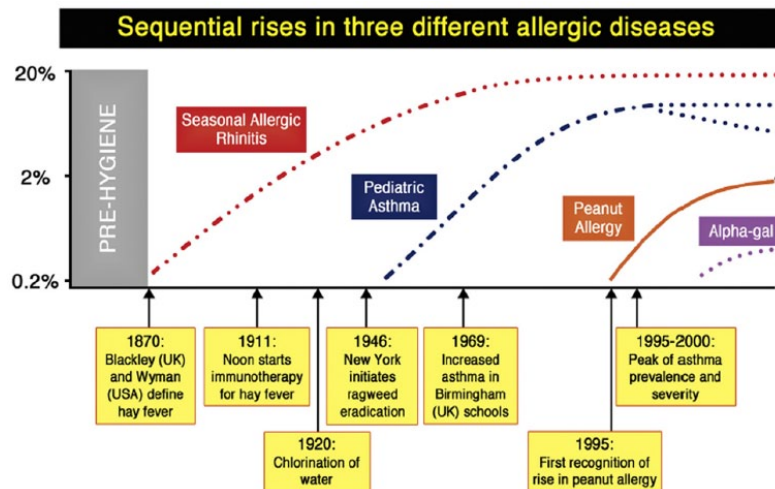 Sequential rises in three different allergic diseases
20%
2%
0.2%
PRE-HYGIENE
Seasonal Allergic
Rhinitis
Pediatric
Asthma
Peanut
Allergy
Alpha-gal
1870:
Blackley (UK)
and Wyman
(USA) define
hay fever
1911:
Noon starts
immunotherapy
for hay fever
1920:
Chlorination of
water
1946:
New York
initiates
ragweed
eradication
1969:
Increased
asthma in
Birmingham
(UK) schools
1995:
First recognition of
rise in peanut allergy
1995-2000:
Peak of asthma
prevalence and
severity